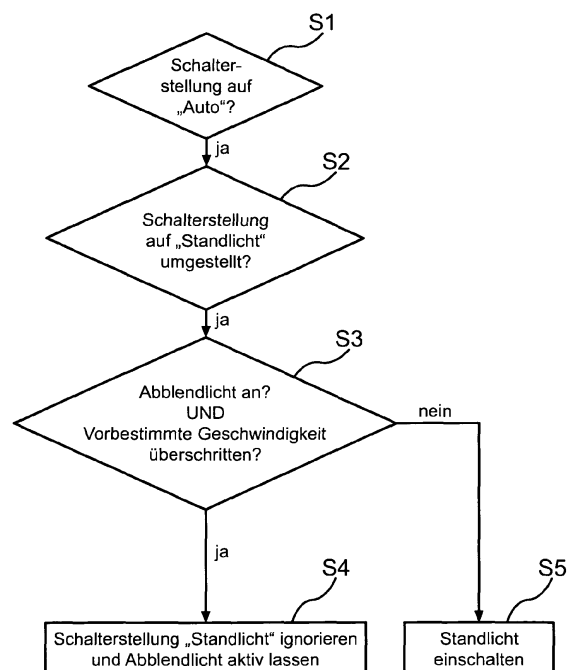 S1
Schalter-
stellung auf
„Auto“?
ja
S2
Schalterstellung
auf „Standlicht“
umgestellt?
ja
S3
Abblendlicht an?
UND
Vorbestimmte Geschwindigkeit
überschritten?
nein
ja
S4
Schalterstellung „Standlicht“ ignorieren
und Abblendlicht aktiv lassen
S5
Standlicht
einschalten